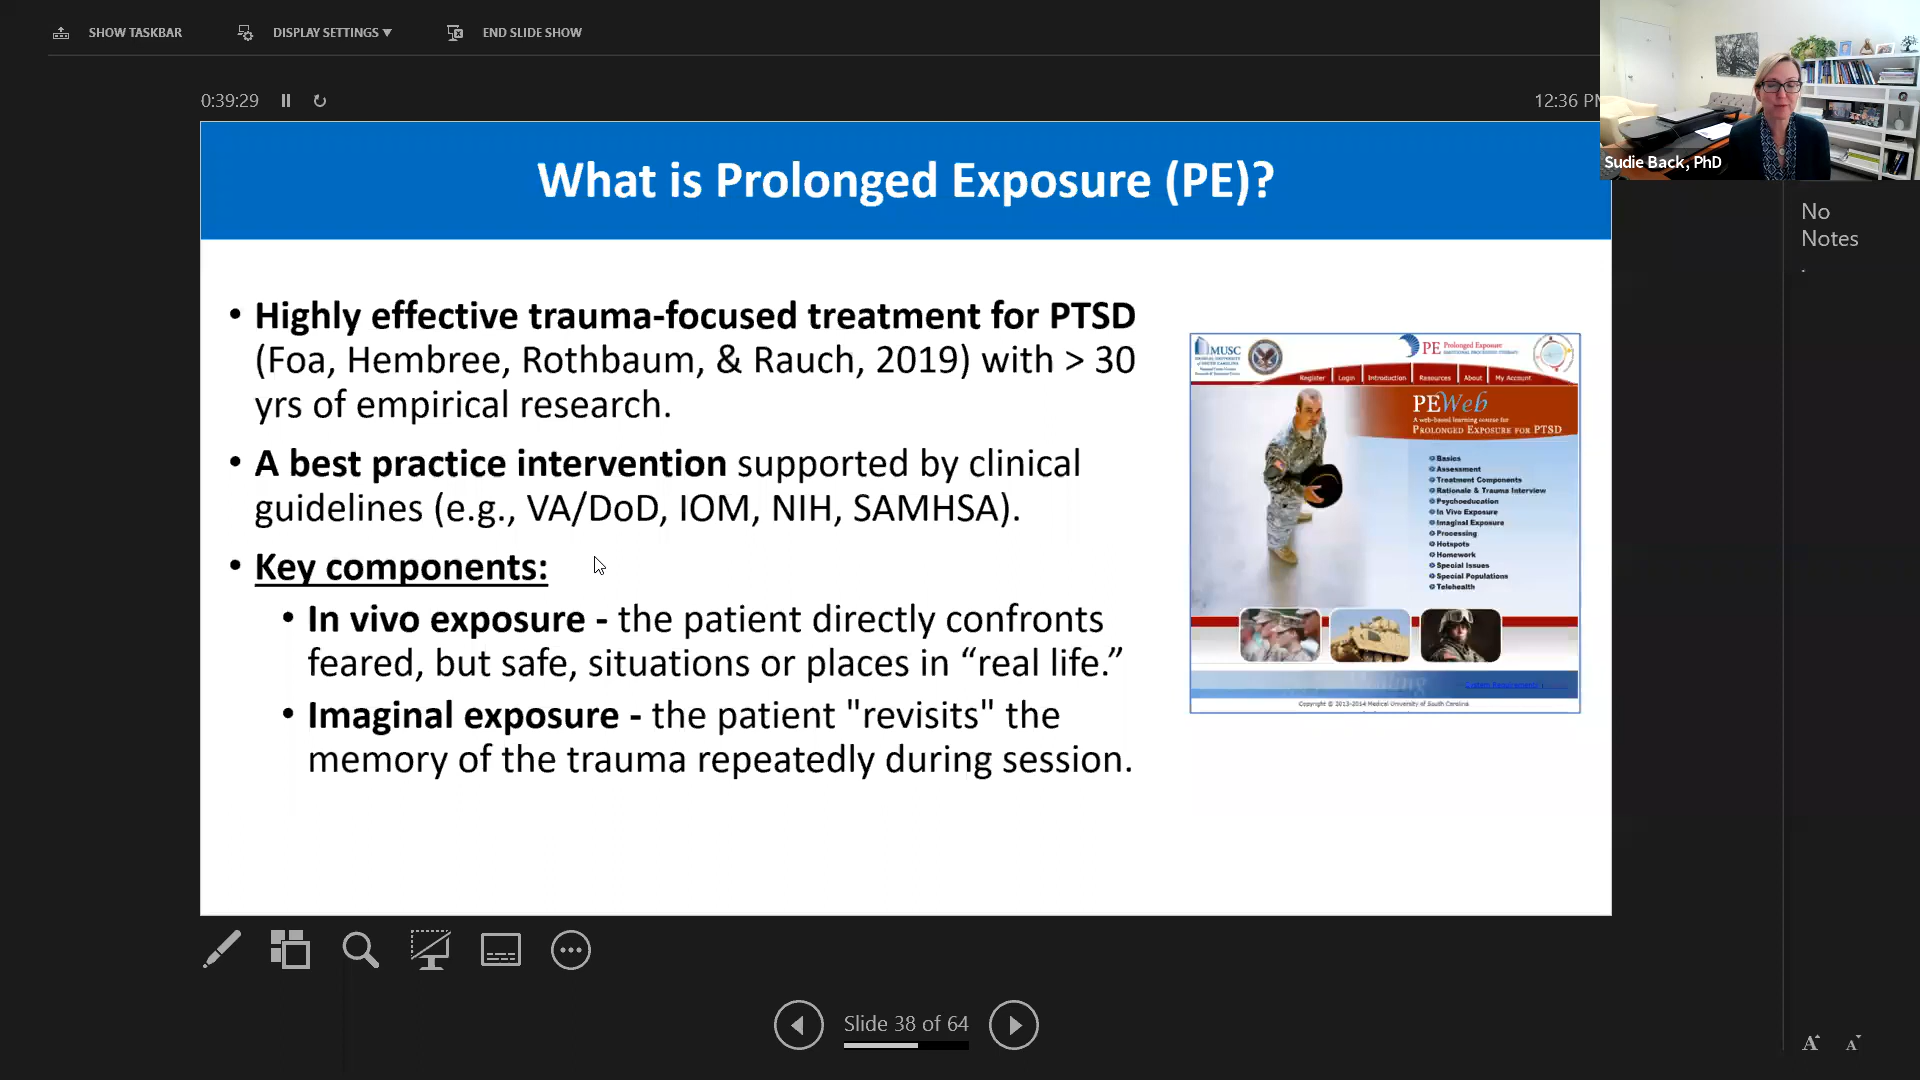 SHOW TASKBAR DISPLAY SETTINGS ▾ END SLIDE SHOW
0:39:29
12:36 P
Sudie Back, PhD
No
Notes
.
What is Prolonged Exposure (PE)?
• Highly effective trauma-focused treatment for PTSD
(Foa, Hembree, Rothbaum, & Rauch, 2019) with > 30
yrs of empirical research.
• A best practice intervention supported by clinical
guidelines (e.g., VA/DoD, IOM, NIH, SAMHSA).
• Key components:
• In vivo exposure - the patient directly confronts
feared, but safe, situations or places in “real life.”
• Imaginal exposure - the patient "revisits" the
memory of the trauma repeatedly during session.
MUSC
PE Prolonged Exposure
Register Login Introduction Resources About My Account
PEWeb
A web-based learning course for
PROLONGED EXPOSURE FOR PTSD
Basics
Assessment
Treatment Components
Rationale & Trauma Interview
Psychoeducation
In Vivo Exposure
Imaginal Exposure
Processing
Hotspots
Homework
Special Issues
Special Populations
Telehealth
Copyright © 2013-2014 Medical University of South Carolina
Slide 38 of 64
A A